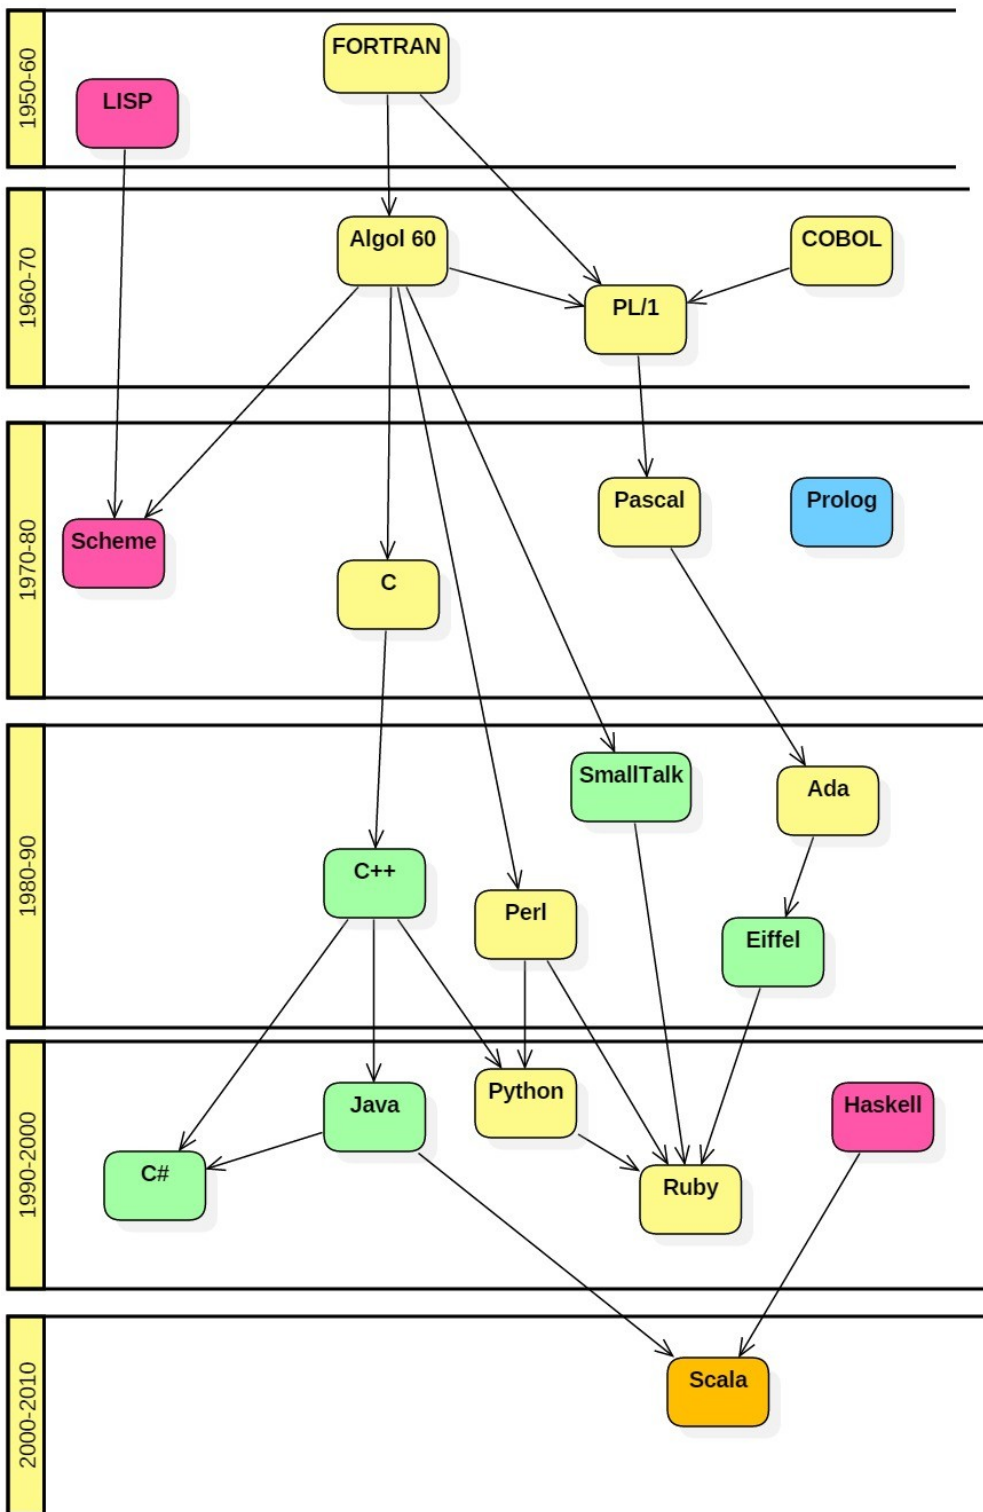 1950-60
FORTRAN
LISP
1960-70
Algol 60
COBOL
PL/1
1970-80
Pascal
Prolog
Scheme
C
1980-90
SmallTalk
Ada
C++
Perl
Eiffel
1990-2000
Python
Java
Haskell
C#
Ruby
2000-2010
Scala